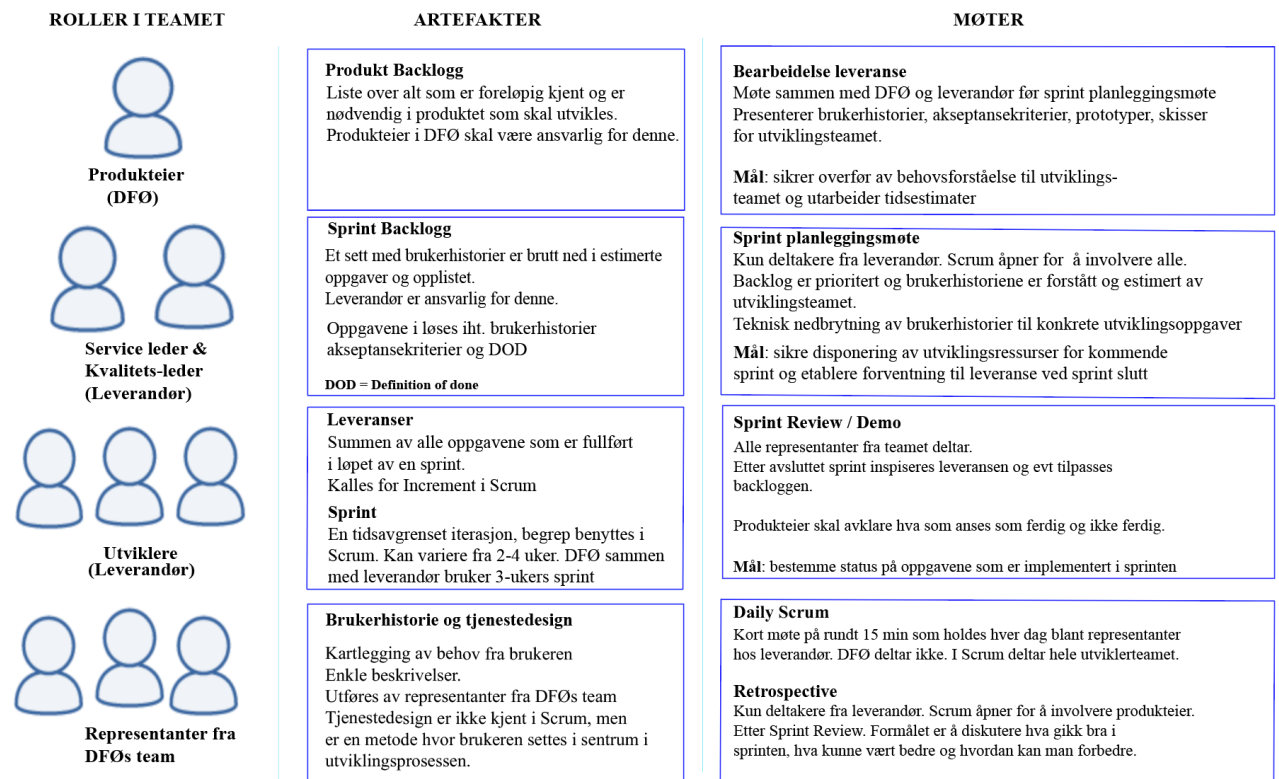 ROLLER I TEAMET
Produkteier
(DFØ)
Service leder &
Kvalitets-leder
(Leverandør)
Utviklere
(Leverandør)
Representanter fra
DFØs team
ARTEFAKTER
Produkt Backlogg
Liste over alt som er foreløpig kjent og er
nødvendig i produktet som skal utvikles.
Produkteier i DFØ skal være ansvarlig for denne.
Sprint Backlogg
Et sett med brukerhistorier er brutt ned i estimerte
oppgaver og opplistet.
Leverandør er ansvarlig for denne.
Oppgavene i løses iht. brukerhistorier
akseptansekriterier og DOD
DOD = Definition of done
Leveranser
Summen av alle oppgavene som er fullført
i løpet av en sprint.
Kalles for Increment i Scrum
Sprint
En tidsavgrenset iterasjon, begrep benyttes i
Scrum. Kan variere fra 2-4 uker. DFØ sammen
med leverandør bruker 3-ukers sprint
Brukerhistorie og tjenestedesign
Kartlegging av behov fra brukeren
Enkle beskrivelser.
Utføres av representanter fra DFØs team
Tjenestedesign er ikke kjent i Scrum, men
er en metode hvor brukeren settes i sentrum i
utviklingsprosessen.
MØTER
Bearbeidelse leveranse
Møte sammen med DFØ og leverandør før sprint planleggingsmøte
Presenterer brukerhistorier, akseptansekriterier, prototyper, skisser
for utviklingsteamet.
Mål: sikrer overfør av behovsforståelse til utviklings-
teamet og utarbeider tidsestimater
Sprint planleggingsmøte
Kun deltakere fra leverandør. Scrum åpner for å involvere alle.
Backlog er prioritert og brukerhistoriene er forstått og estimert av
utviklingsteamet.
Teknisk nedbrytning av brukerhistorier til konkrete utviklingsoppgaver
Mål: sikre disponering av utviklingsressurser for kommende
sprint og etablere forventning til leveranse ved sprint slutt
Sprint Review / Demo
Alle representanter fra teamet deltar.
Etter avsluttet sprint inspiseres leveransen og evt tilpasses
backloggen.
Produkteier skal avklare hva som anses som ferdig og ikke ferdig.
Mål: bestemme status på oppgavene som er implementert i sprinten
Daily Scrum
Kort møte på rundt 15 min som holdes hver dag blant representanter
hos leverandør. DFØ deltar ikke. I Scrum deltar hele utviklerteamet.
Retrospective
Kun deltakere fra leverandør. Scrum åpner for å involvere produkteier.
Etter Sprint Review. Formålet er å diskutere hva gikk bra i
sprinten, hva kunne vært bedre og hvordan kan man forbedre.